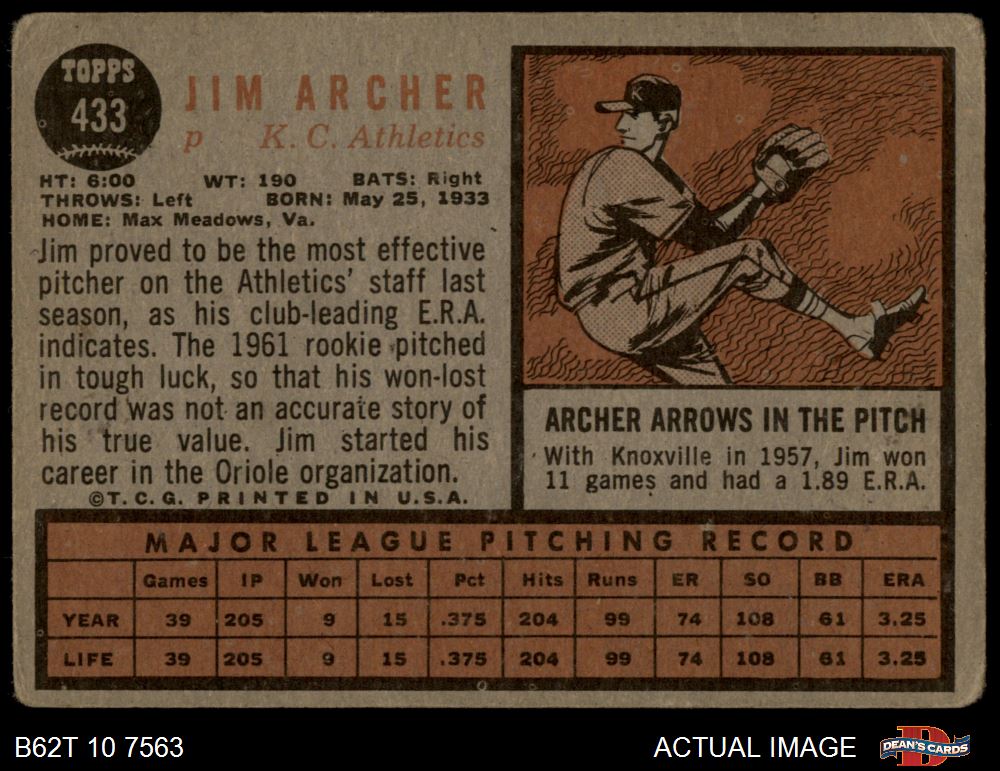 TOPPS
433
JIM ARCHER
p K. C. Athletics
HT: 6:00 WT: 190 BATS: Right
THROWS: Left BORN: May 25, 1933
HOME: Max Meadows, Va.
Jim proved to be the most effective
pitcher on the Athletics' staff last
season, as his club-leading E.R.A.
indicates. The 1961 rookie pitched
in tough luck, so that his won-lost
record was not an accurate story of
his true value. Jim started his
career in the Oriole organization.
©T.C.G. PRINTED IN U.S.A.
K
ARCHER ARROWS IN THE PITCH
With Knoxville in 1957, Jim won
11 games and had a 1.89 E.R.A.
MAJOR LEAGUE PITCHING RECORD
Games IP Won Lost Pct Hits Runs ER SO BB ERA
YEAR 39 205 9 15 .375 204 99 74 108 61 3.25
LIFE 39 205 9 15 .375 204 99 74 108 61 3.25
B62T 10 7563 ACTUAL IMAGE DEAN'S CARDS